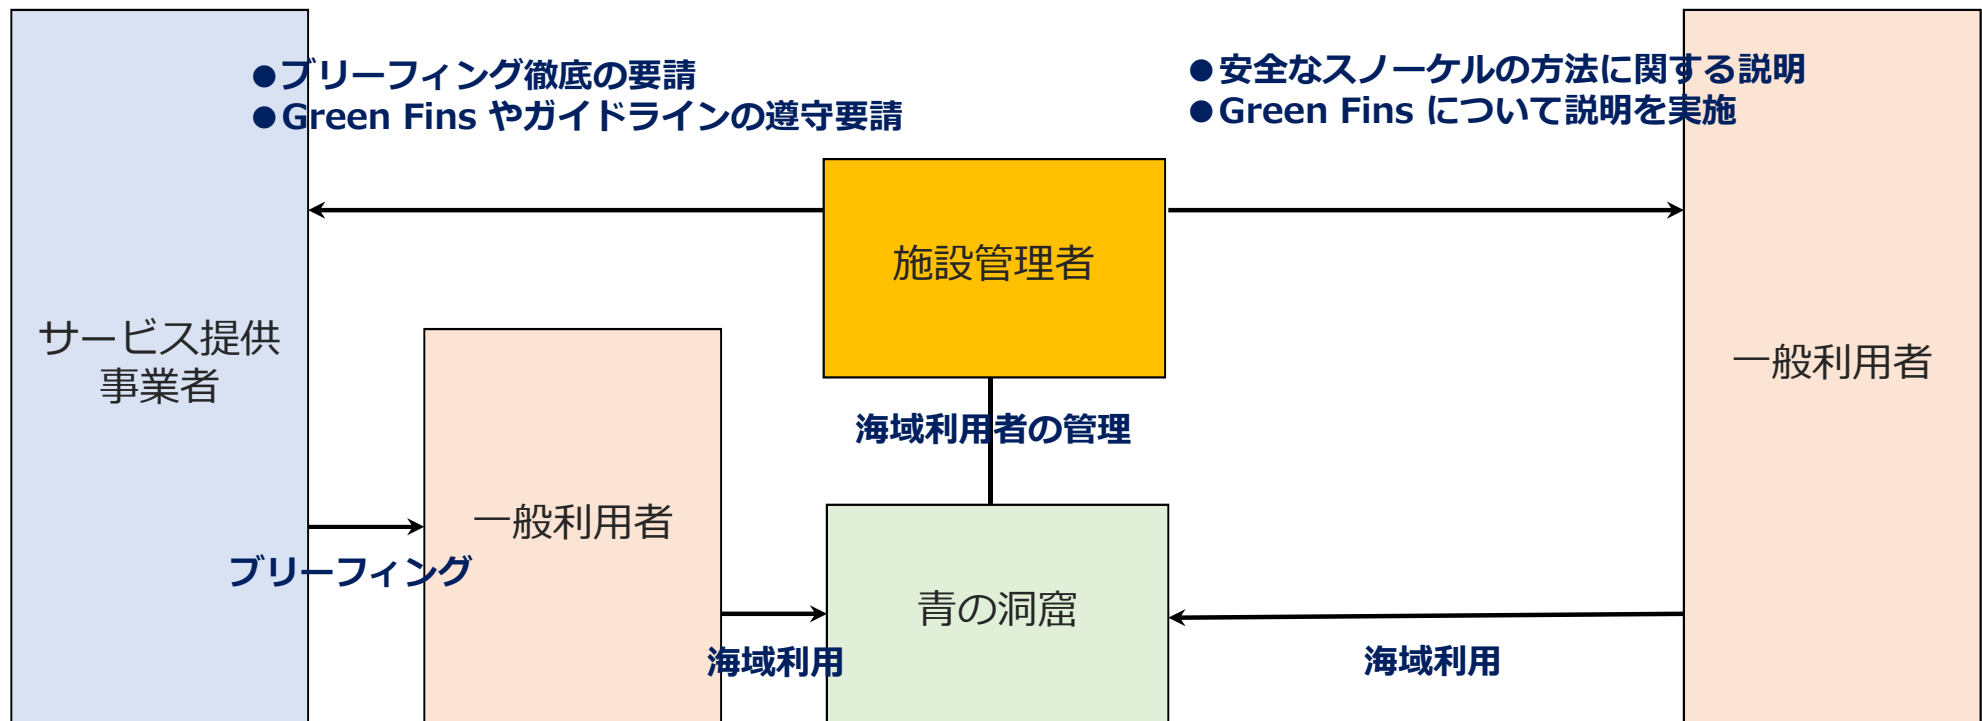 ●ブリーフィング徹底の要請
●Green Fins やガイドラインの遵守要請
●安全なスノーケルの方法に関する説明
●Green Fins について説明を実施
施設管理者
サービス提供
事業者
一般利用者
海域利用者の管理
一般利用者
ブリーフィング
青の洞窟
海域利用
海域利用